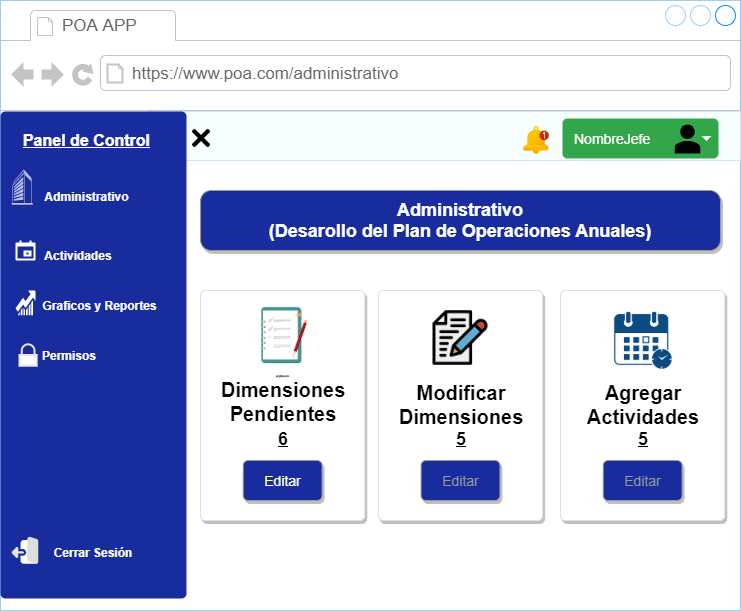 POA APP
https://www.poa.com/administrativo
Panel de Control
1
NombreJefe
Administrativo
Actividades
Graficos y Reportes
Permisos
Cerrar Sesión
Administrativo
(Desarollo del Plan de Operaciones Anuales)
Dimensiones
Pendientes
6
Editar
Modificar
Dimensiones
5
Editar
Agregar
Actividades
5
Editar